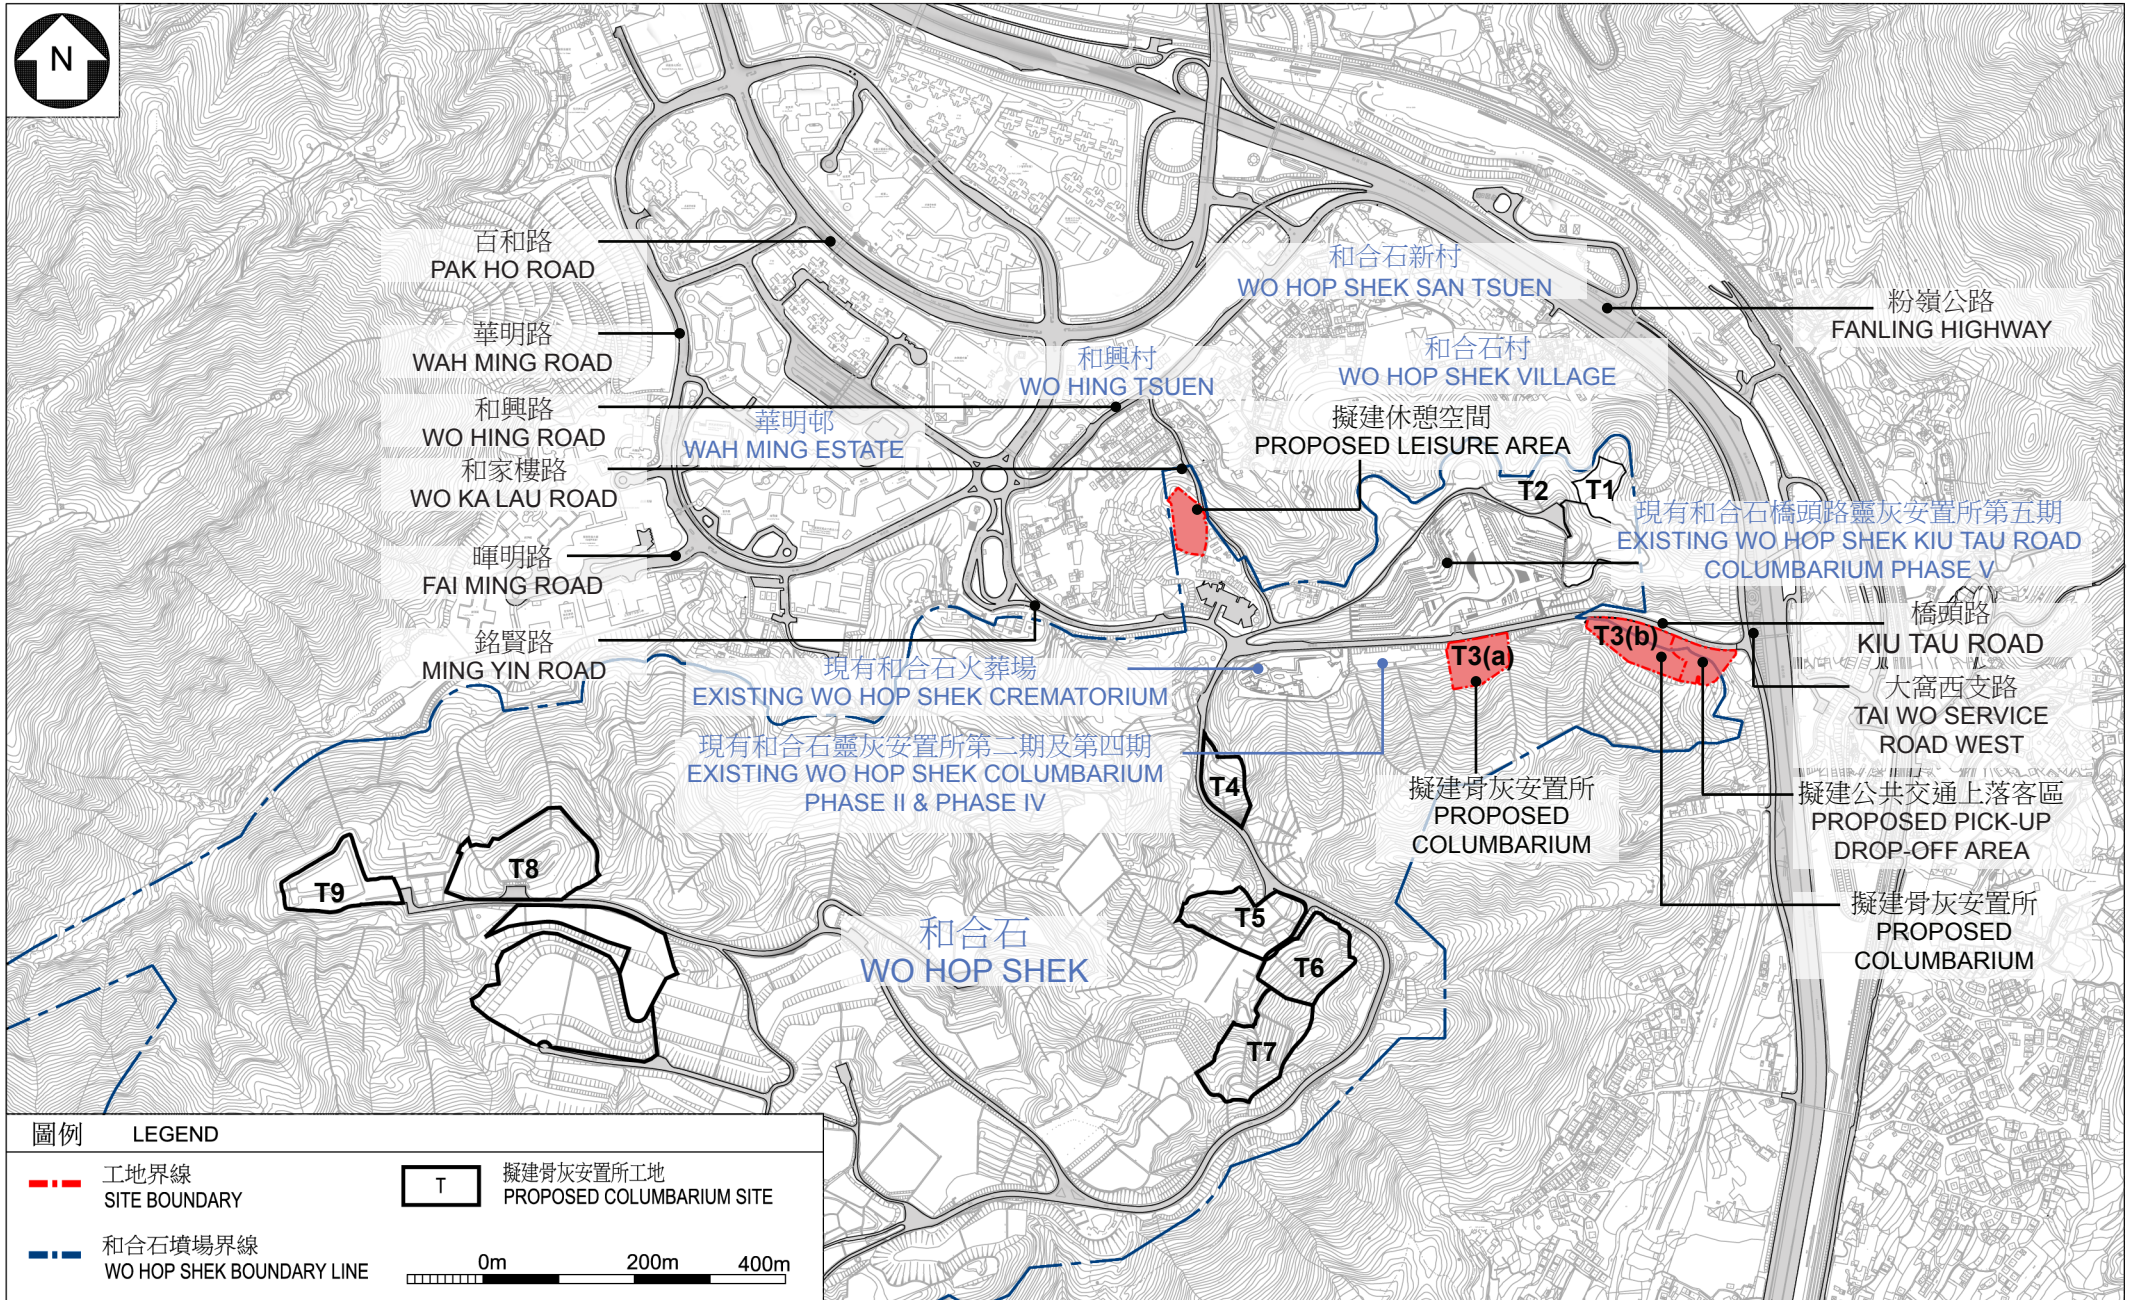 N
百和路
PAK HO ROAD
華明路
WAH MING ROAD
和興路
WO HING ROAD
和家樓路
WO KA LAU ROAD
暉明路
FAI MING ROAD
銘賢路
MING YIN ROAD
和合石新村
WO HOP SHEK SAN TSUEN
和興村
WO HING TSUEN
和合石村
WO HOP SHEK VILLAGE
華明邨
WAH MING ESTATE
擬建休憩空間
PROPOSED LEISURE AREA
粉嶺公路
FANLING HIGHWAY
T2
T1
現有和合石橋頭路靈灰安置所第五期
EXISTING WO HOP SHEK KIU TAU ROAD
COLUMBARIUM PHASE V
橋頭路
KIU TAU ROAD
T3(a)
T3(b)
大窩西支路
TAI WO SERVICE
ROAD WEST
現有和合石火葬場
EXISTING WO HOP SHEK CREMATORIUM
現有和合石靈灰安置所第二期及第四期
EXISTING WO HOP SHEK COLUMBARIUM
PHASE II & PHASE IV
擬建骨灰安置所
PROPOSED
COLUMBARIUM
擬建公共交通上落客區
PROPOSED PICK-UP
DROP-OFF AREA
擬建骨灰安置所
PROPOSED
COLUMBARIUM
T4
T5
T6
T7
T8
T9
和合石
WO HOP SHEK
圖例 LEGEND
工地界線
SITE BOUNDARY
T
擬建骨灰安置所工地
PROPOSED COLUMBARIUM SITE
和合石墳場界線
WO HOP SHEK BOUNDARY LINE
0m 200m 400m